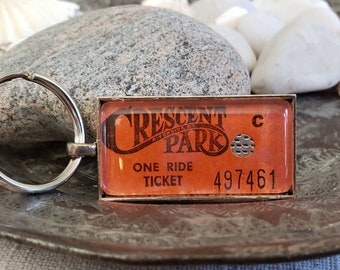 CRESCENT
PARK
C
ONE RIDE
TICKET
497461